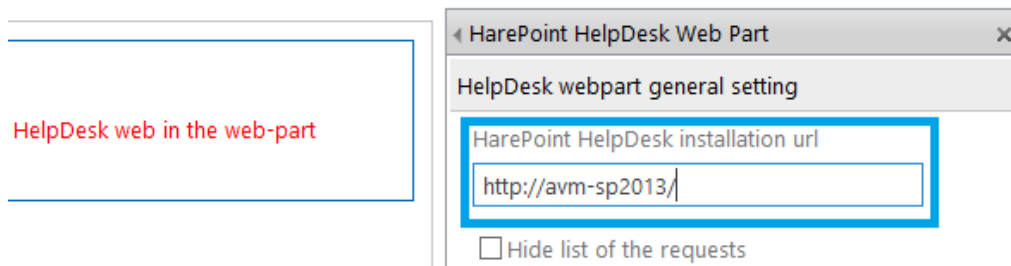 HarePoint HelpDesk Web Part
HelpDesk webpart general setting
HelpDesk web in the web-part
HarePoint HelpDesk installation url
http://avm-sp2013/
Hide list of the requests